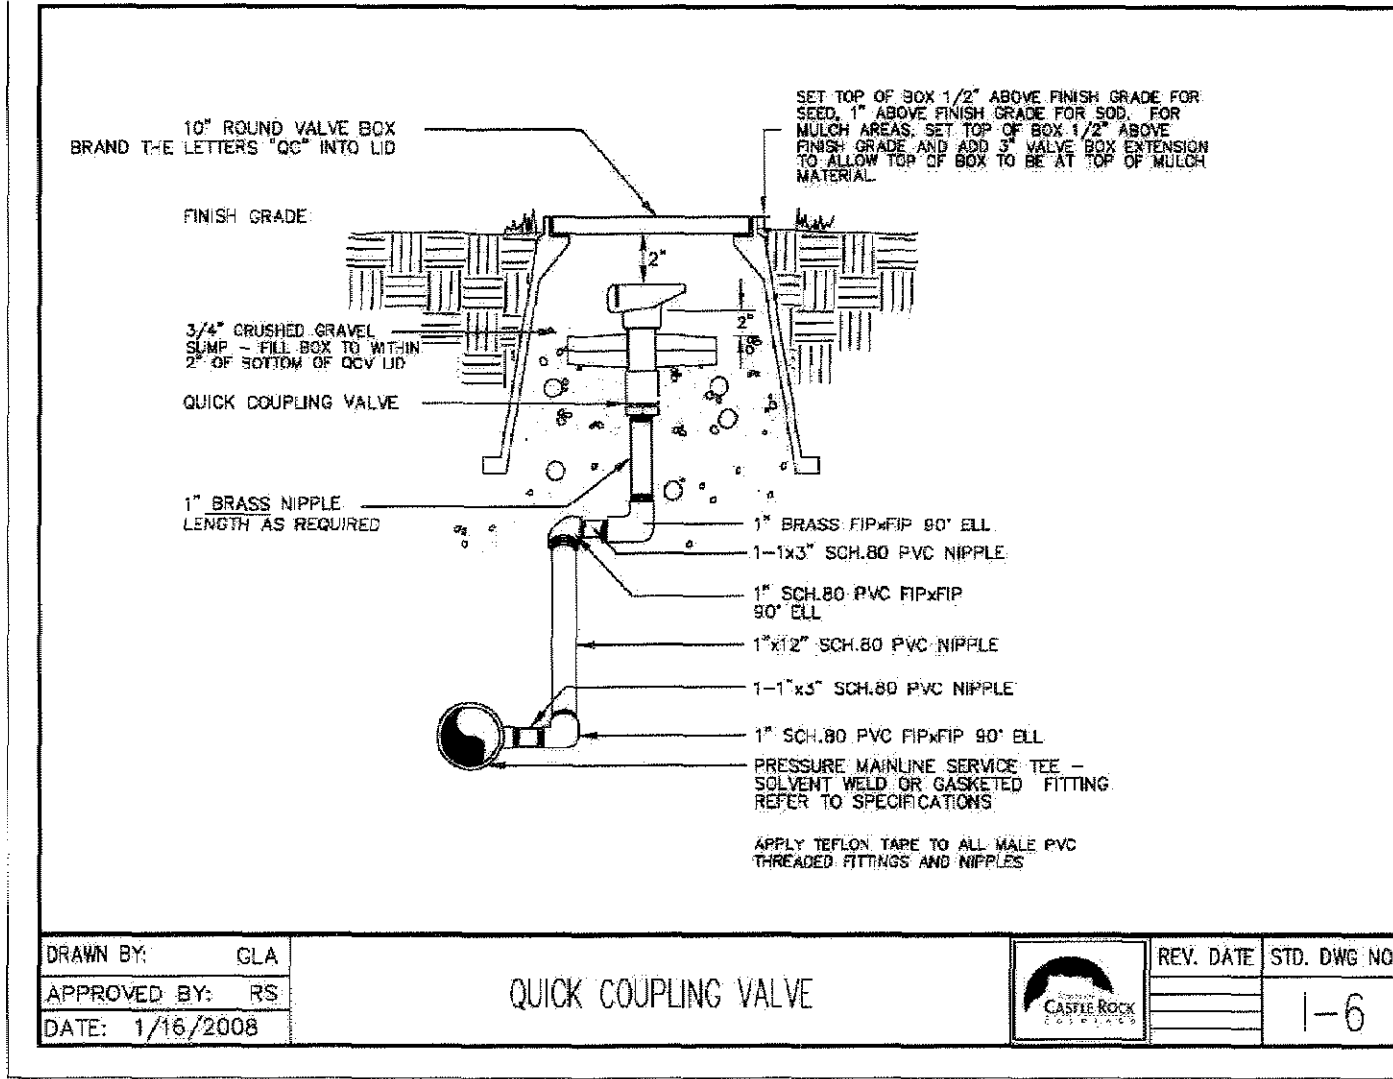 10" ROUND VALVE BOX
BRAND THE LETTERS "QC" INTO LID
SET TOP OF BOX 1/2" ABOVE FINISH GRADE FOR
SEED, 1" ABOVE FINISH GRADE FOR SOD. FOR
MULCH AREAS, SET TOP OF BOX 1/2" ABOVE
FINISH GRADE AND ADD 3" VALVE BOX EXTENSION
TO ALLOW TOP OF BOX TO BE AT TOP OF MULCH
MATERIAL.
FINISH GRADE
2"
2"
3/4" CRUSHED GRAVEL
SUMP - FILL BOX TO WITHIN
2" OF BOTTOM OF QCV LID
QUICK COUPLING VALVE
1" BRASS NIPPLE
LENGTH AS REQUIRED
1" BRASS FIPxFIP 90° ELL
1-1x3" SCH.80 PVC NIPPLE
1" SCH.80 PVC FIPxFIP
90° ELL
1"x12" SCH.80 PVC NIPPLE
1-1"x3" SCH.80 PVC NIPPLE
1" SCH.80 PVC FIPxFIP 90° ELL
PRESSURE MAINLINE SERVICE TEE -
SOLVENT WELD OR GASKETED FITTING
REFER TO SPECIFICATIONS
APPLY TEFLON TAPE TO ALL MALE PVC
THREADED FITTINGS AND NIPPLES
DRAWN BY: GLA
APPROVED BY: RS
DATE: 1/16/2008
QUICK COUPLING VALVE
CASTLE ROCK
COLORADO
REV. DATE
STD. DWG NO
I-6